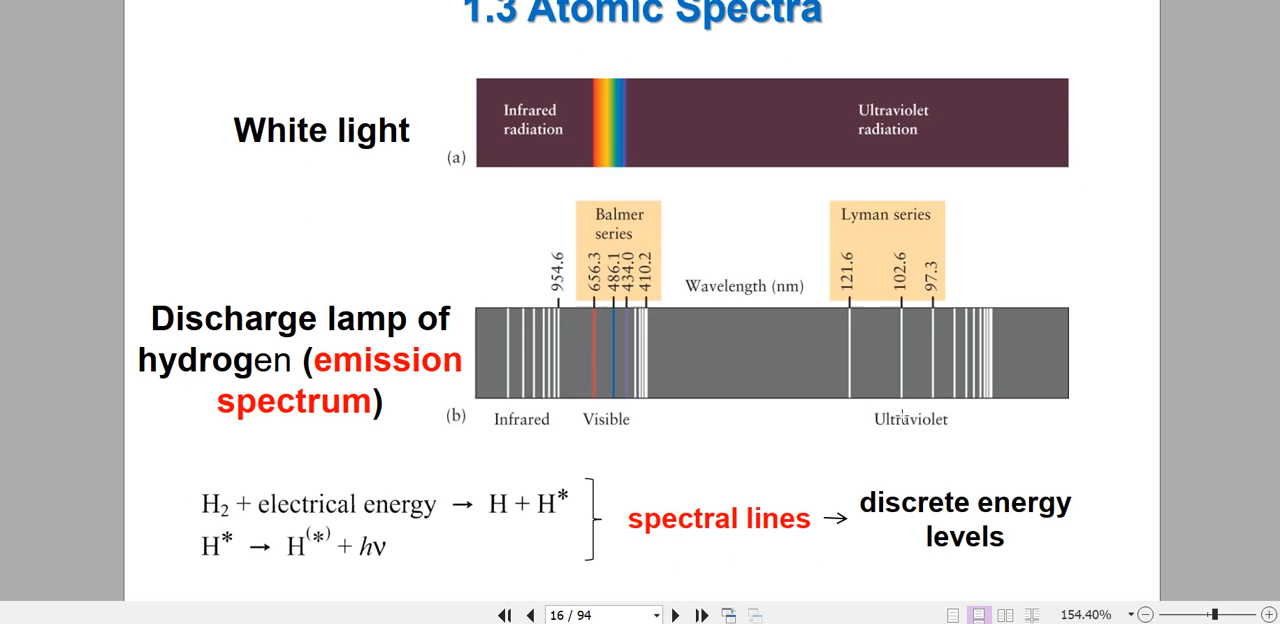 1.3 Atomic Spectra
White light
Infrared
radiation
Ultraviolet
radiation
(a)
Balmer
series
Lyman series
954.6
656.3
486.1
434.0
410.2
Wavelength (nm)
121.6
102.6
97.3
Discharge lamp of
hydrogen (emission
spectrum)
(b)
Infrared
Visible
Ultraviolet
H₂ + electrical energy → H + H*
H* → H(*) + hν
spectral lines →
discrete energy
levels
16 / 94
154.40%